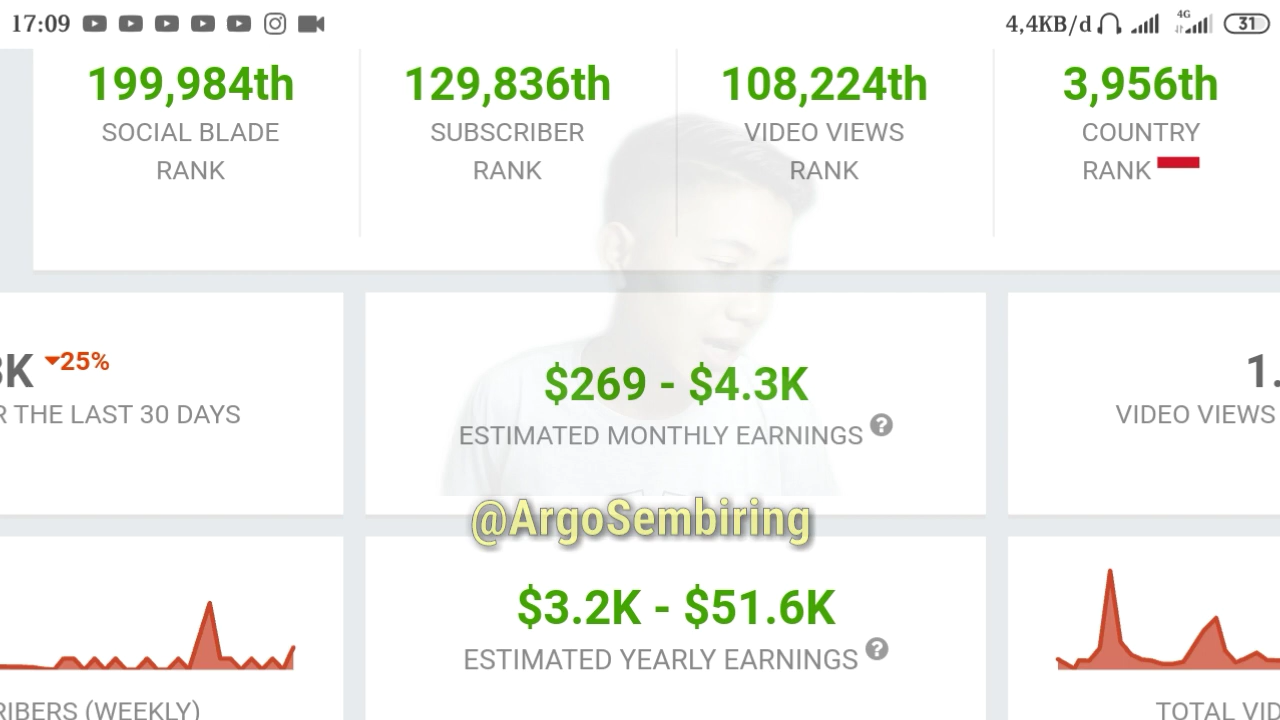 17:09
4,4KB/d
4G
31
199,984th
129,836th
108,224th
3,956th
SOCIAL BLADE
RANK
SUBSCRIBER
RANK
VIDEO VIEWS
RANK
COUNTRY
RANK
25%
R THE LAST 30 DAYS
$269 - $4.3K
ESTIMATED MONTHLY EARNINGS ?
1.
VIDEO VIEWS
@ArgoSembiring
$3.2K - $51.6K
ESTIMATED YEARLY EARNINGS ?
RIBERS (WEEKLY)
TOTAL VID